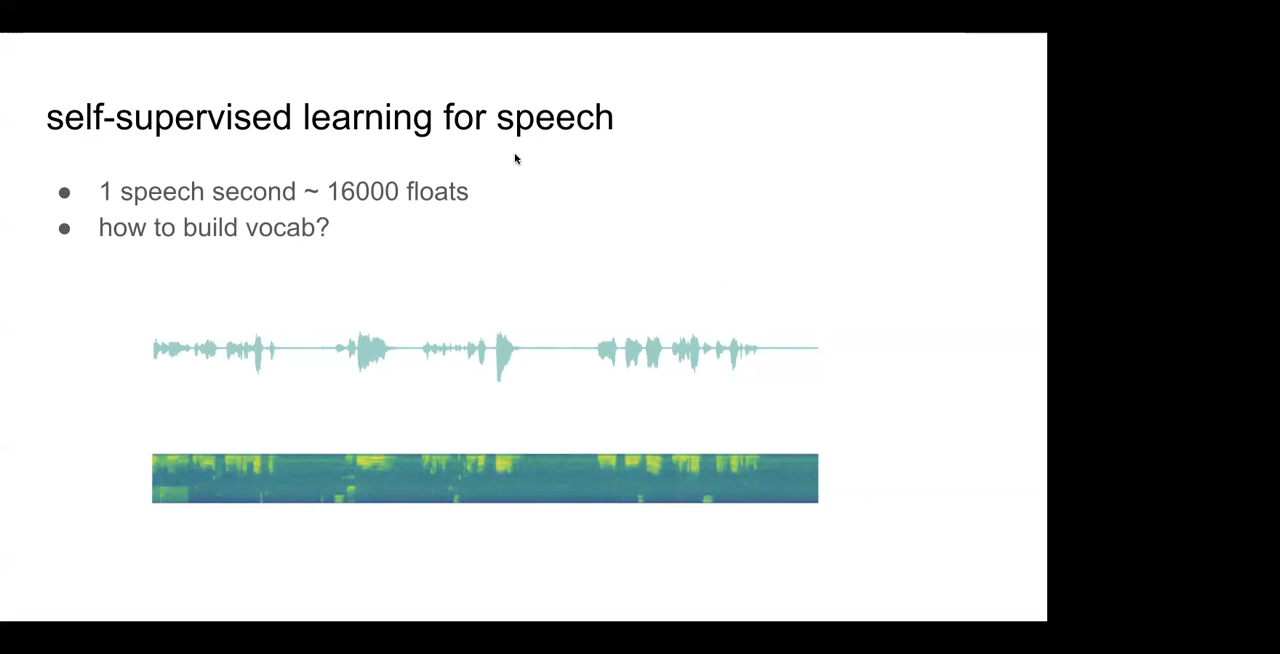 self-supervised learning for speech
● 1 speech second ~ 16000 floats
● how to build vocab?